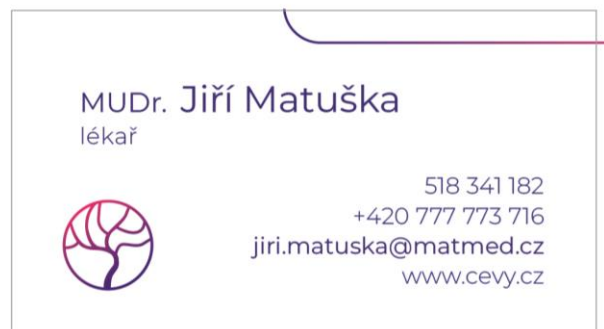 MUDr. Jiří Matuška
lékař
518 341 182
+420 777 773 716
jiri.matuska@matmed.cz
www.cevy.cz